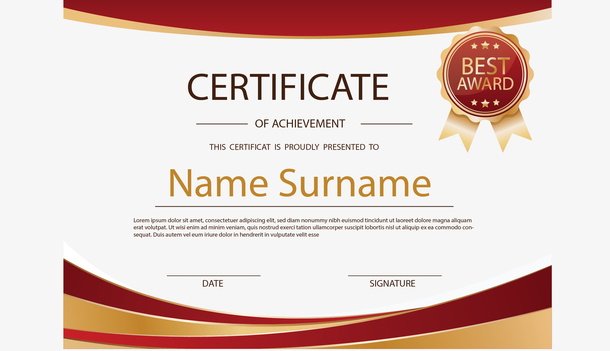 CERTIFICATE
BEST
AWARD
OF ACHIEVEMENT
THIS CERTIFICAT IS PROUDLY PRESENTED TO
Name Surname
Lorem ipsum dolor sit amet, consectetuer adipiscing elit, sed diam nonummy nibh euismod tincidunt ut laoreet dolore magna aliquam
erat volutpat. Ut wisi enim ad minim veniam, quis nostrud exerci tation ullamcorper suscipit lobortis nisl ut aliquip ex ea commodo con-
sequat. Duis autem vel eum iriure dolor in hendrerit in vulputate velit esse
DATE
SIGNATURE